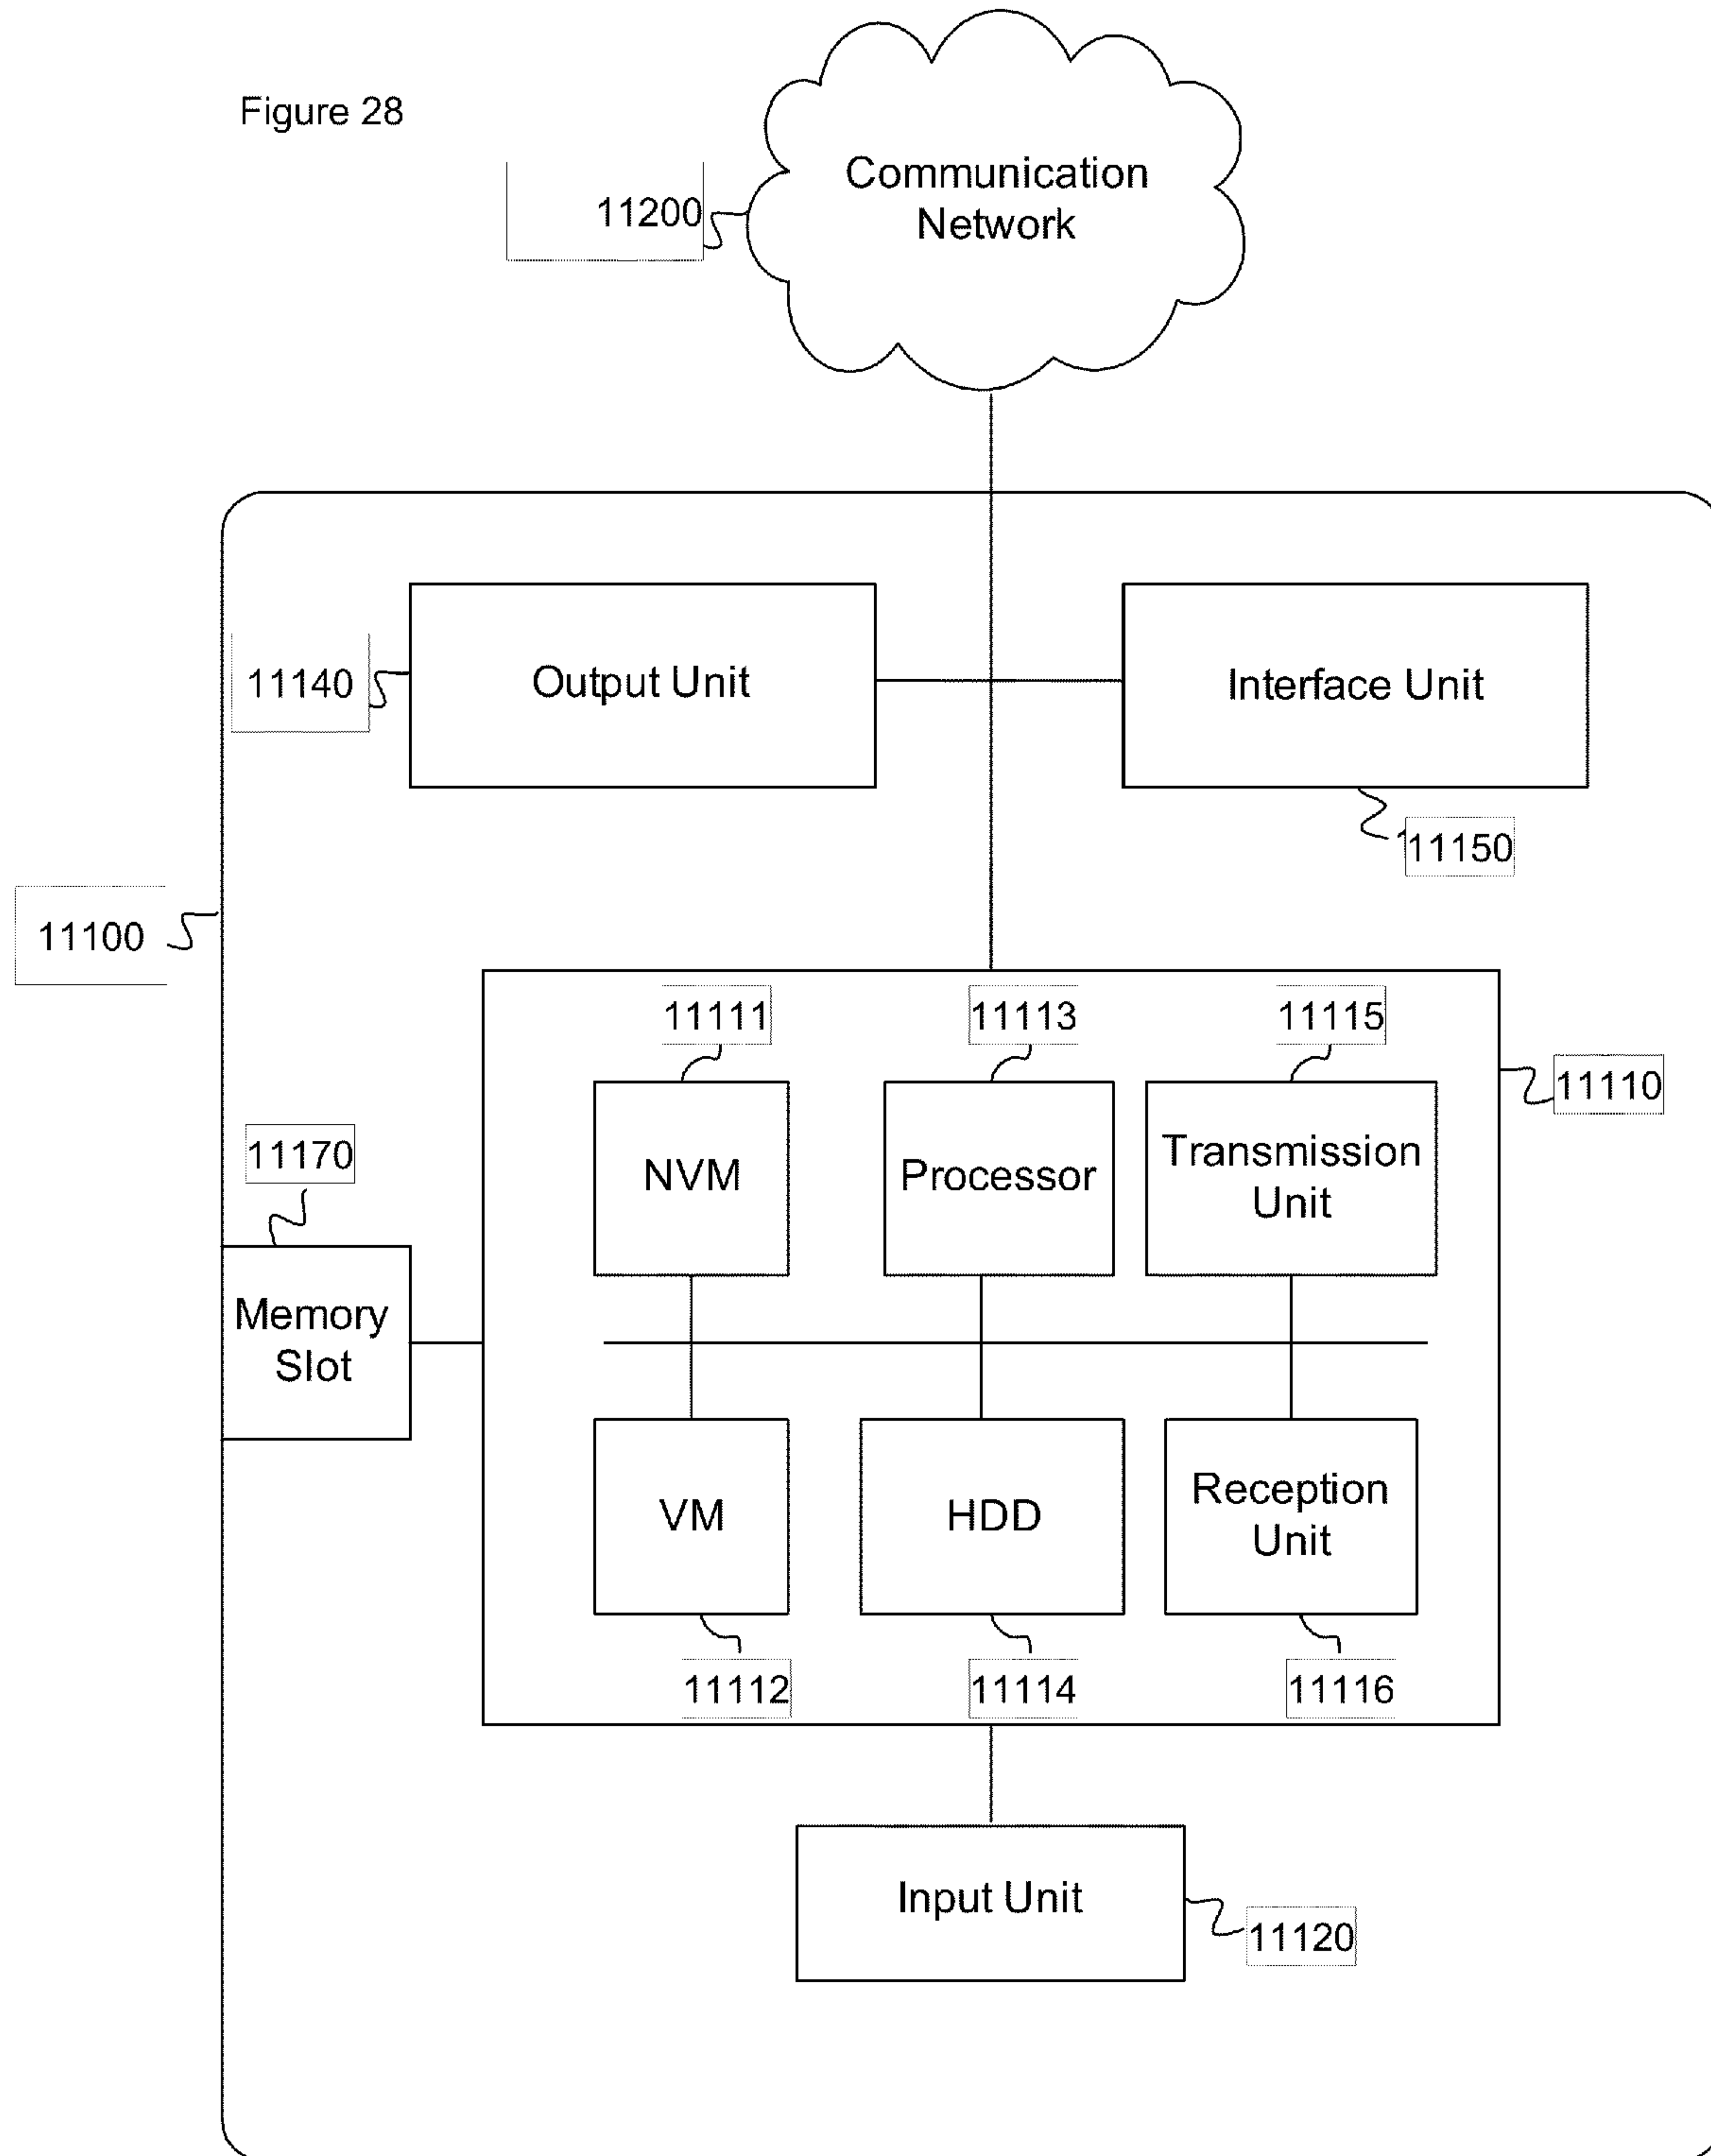 Figure 28
Communication
Network
11200
Output Unit
11140
Interface Unit
11150
11100
11111
11113
11115
11110
NVM
Processor
Transmission
Unit
11170
Memory
Slot
VM
HDD
Reception
Unit
11112
11114
11116
Input Unit
11120